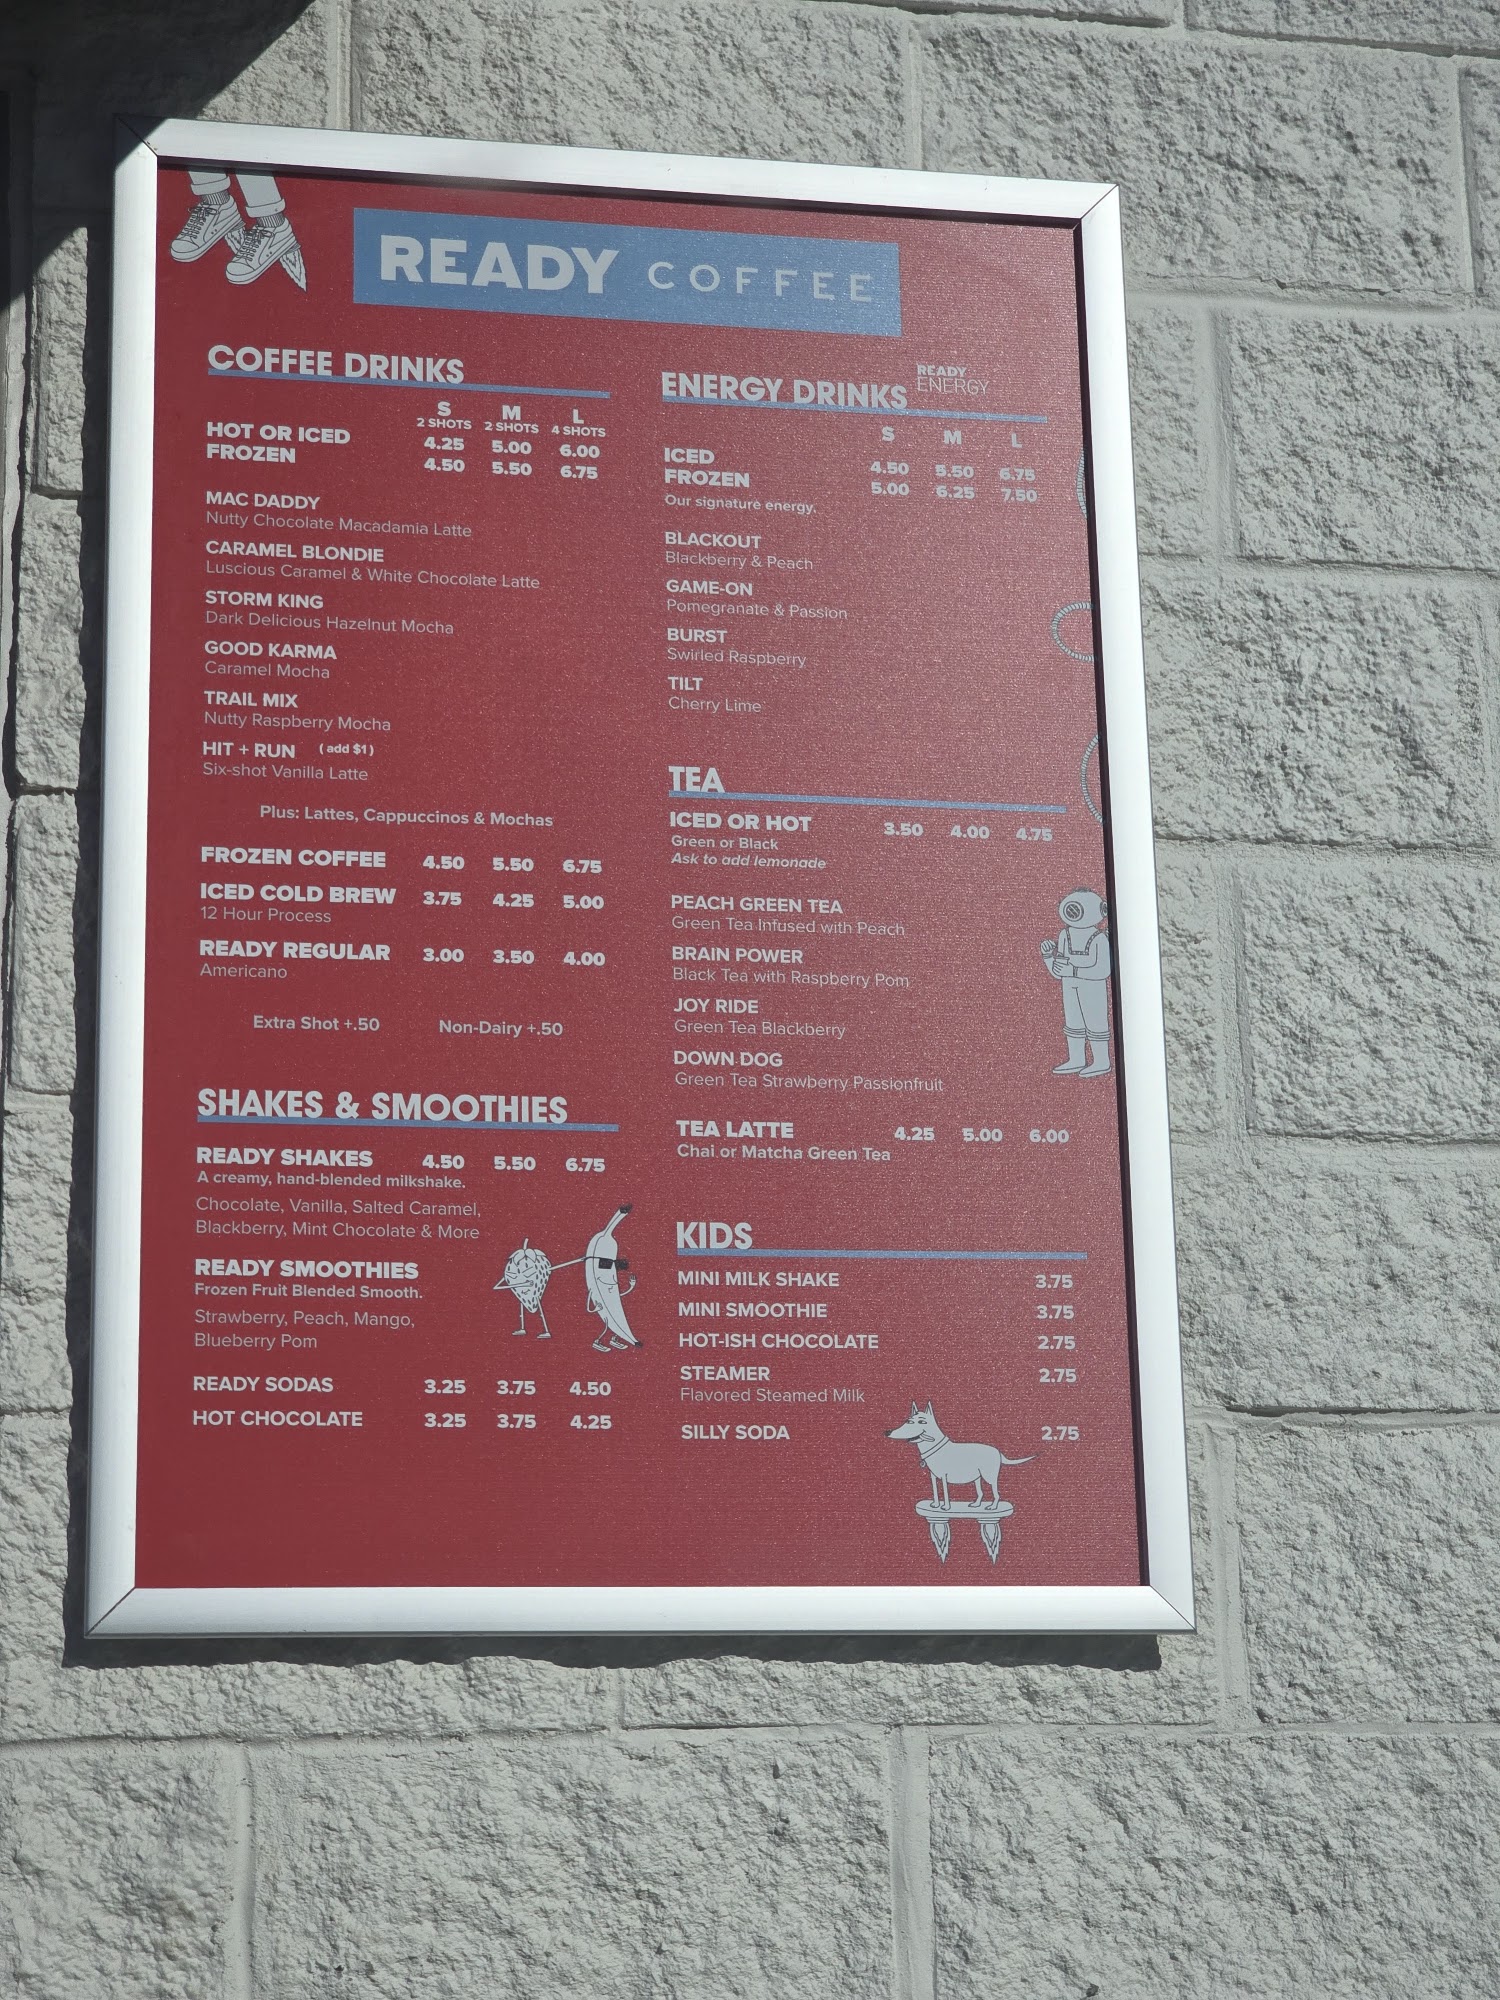 READY COFFEE
COFFEE DRINKS
S M L
2 SHOTS 2 SHOTS 4 SHOTS
HOT OR ICED 4.25 5.00 6.00
FROZEN 4.50 5.50 6.75
MAC DADDY
Nutty Chocolate Macadamia Latte
CARAMEL BLONDIE
Luscious Caramel & White Chocolate Latte
STORM KING
Dark Delicious Hazelnut Mocha
GOOD KARMA
Caramel Mocha
TRAIL MIX
Nutty Raspberry Mocha
HIT + RUN (add $1)
Six-shot Vanilla Latte
Plus: Lattes, Cappuccinos & Mochas
FROZEN COFFEE 4.50 5.50 6.75
ICED COLD BREW 3.75 4.25 5.00
12 Hour Process
READY REGULAR 3.00 3.50 4.00
Americano
Extra Shot +.50 Non-Dairy +.50
SHAKES & SMOOTHIES
READY SHAKES 4.50 5.50 6.75
A creamy, hand-blended milkshake.
Chocolate, Vanilla, Salted Caramel,
Blackberry, Mint Chocolate & More
READY SMOOTHIES
Frozen Fruit Blended Smooth.
Strawberry, Peach, Mango,
Blueberry Pom
READY SODAS 3.25 3.75 4.50
HOT CHOCOLATE 3.25 3.75 4.25
ENERGY DRINKS
READY
ENERGY
S M L
ICED 4.50 5.50 6.75
FROZEN 5.00 6.25 7.50
Our signature energy.
BLACKOUT
Blackberry & Peach
GAME-ON
Pomegranate & Passion
BURST
Swirled Raspberry
TILT
Cherry Lime
TEA
ICED OR HOT 3.50 4.00 4.75
Green or Black
Ask to add lemonade
PEACH GREEN TEA
Green Tea Infused with Peach
BRAIN POWER
Black Tea with Raspberry Pom
JOY RIDE
Green Tea Blackberry
DOWN DOG
Green Tea Strawberry Passionfruit
TEA LATTE 4.25 5.00 6.00
Chai or Matcha Green Tea
KIDS
MINI MILK SHAKE 3.75
MINI SMOOTHIE 3.75
HOT-ISH CHOCOLATE 2.75
STEAMER 2.75
Flavored Steamed Milk
SILLY SODA 2.75